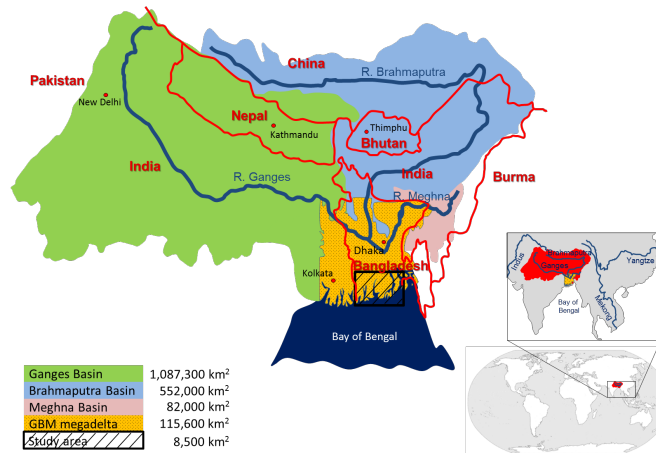 China
R. Brahmaputra
Pakistan
New Delhi
Nepal
Kathmandu
Thimphu
Bhutan
India
India
R. Ganges
R. Meghna
Burma
Dhaka
Bangladesh
Kolkata
Bay of Bengal
Indus
Brahmaputra
Ganges
Yangtze
Bay of
Bengal
Mekong
Ganges Basin 1,087,300 km²
Brahmaputra Basin 552,000 km²
Meghna Basin 82,000 km²
GBM megadelta 115,600 km²
Study area 8,500 km²